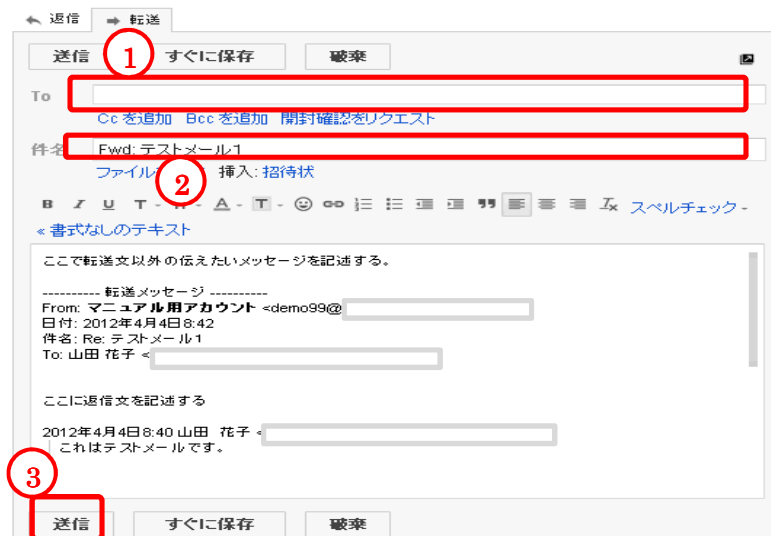 返信 転送
送信 すぐに保存 破棄
1
To
Cc を追加 Bcc を追加 開封確認をリクエスト
件名 Fwd: テストメール1
ファイル 挿入: 招待状
2
B I U T A T スペルチェック
« 書式なしのテキスト
ここで転送文以外の伝えたいメッセージを記述する。
---------- 転送メッセージ ----------
From: マニュアル用アカウント <demo99@
日付: 2012年4月4日8:42
件名: Re: テストメール1
To: 山田 花子 <
ここに返信文を記述する
2012年4月4日8:40 山田 花子 <
これはテストメールです。
3
送信 すぐに保存 破棄